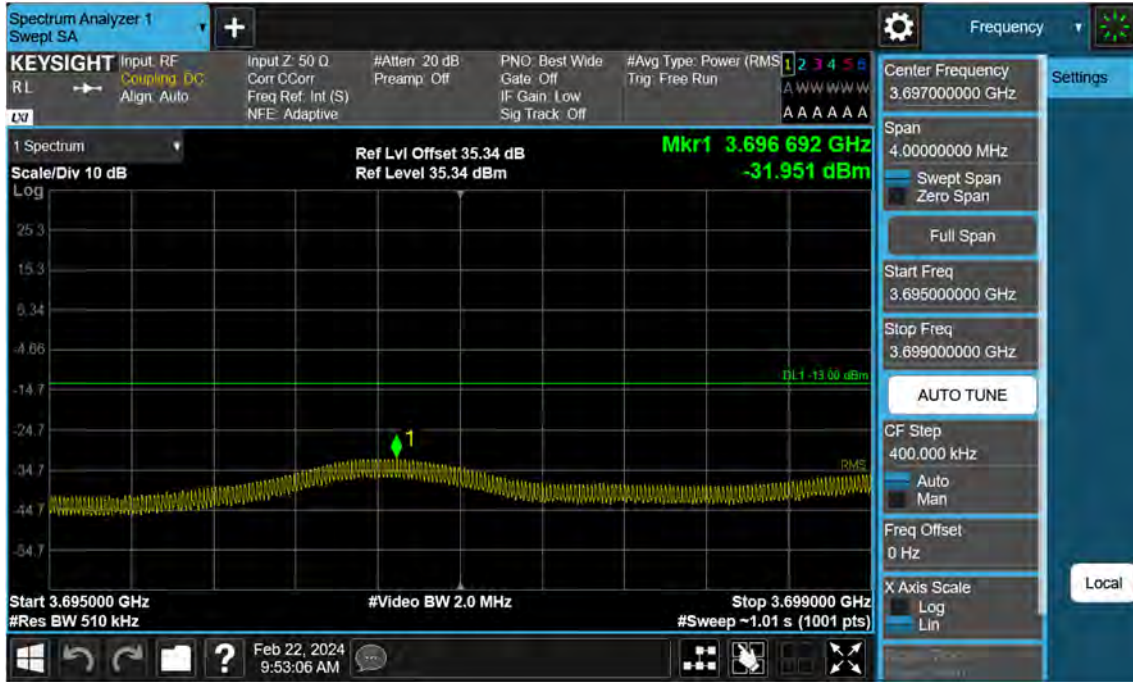 Spectrum Analyzer 1
Swept SA
+
Frequency
KEYSIGHT
RL
LXI
Input: RF
Coupling: DC
Align: Auto
Input Z: 50 Ω
Corr CCorr
Freq Ref: Int (S)
NFE: Adaptive
#Atten: 20 dB
Preamp: Off
PNO: Best Wide
Gate: Off
IF Gain: Low
Sig Track: Off
#Avg Type: Power (RMS
Trig: Free Run
1 2 3 4 5 6
A W W W W W
A A A A A A
1 Spectrum
Scale/Div 10 dB
Ref Lvl Offset 35.34 dB
Ref Level 35.34 dBm
Mkr1 3.696 692 GHz
-31.951 dBm
Log
25.3
15.3
5.34
-4.66
-14.7
-24.7
-34.7
-44.7
-54.7
DL1 -13.00 dBm
1
RMS
Start 3.695000 GHz
#Res BW 510 kHz
#Video BW 2.0 MHz
Stop 3.699000 GHz
#Sweep ~1.01 s (1001 pts)
Center Frequency
3.697000000 GHz
Settings
Span
4.00000000 MHz
Swept Span
Zero Span
Full Span
Start Freq
3.695000000 GHz
Stop Freq
3.699000000 GHz
AUTO TUNE
CF Step
400.000 kHz
Auto
Man
Freq Offset
0 Hz
X Axis Scale
Log
Lin
Local
?
Feb 22, 2024
9:53:06 AM